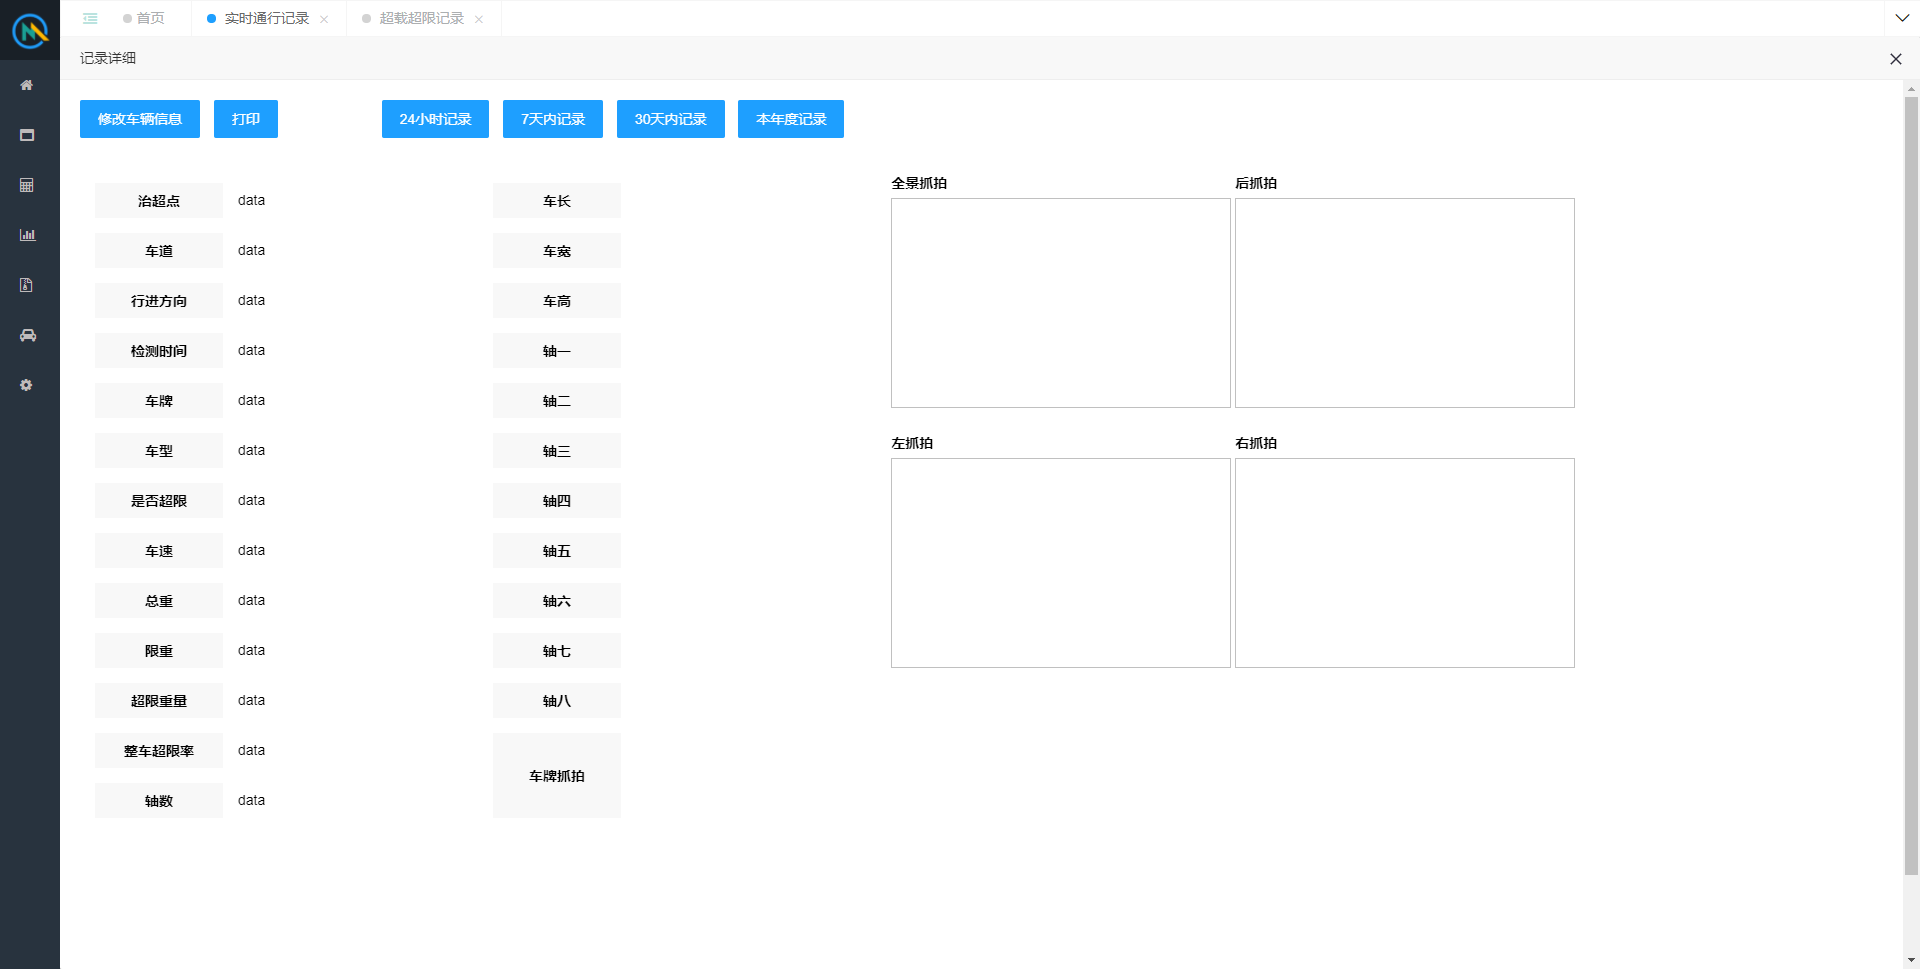 首页
实时通行记录
超载超限记录
记录详细
修改车辆信息
打印
24小时记录
7天内记录
30天内记录
本年度记录
治超点 data
车道 data
行进方向 data
检测时间 data
车牌 data
车型 data
是否超限 data
车速 data
总重 data
限重 data
超限重量 data
整车超限率 data
轴数 data
车长
车宽
车高
轴一
轴二
轴三
轴四
轴五
轴六
轴七
轴八
车牌抓拍
全景抓拍
后抓拍
左抓拍
右抓拍